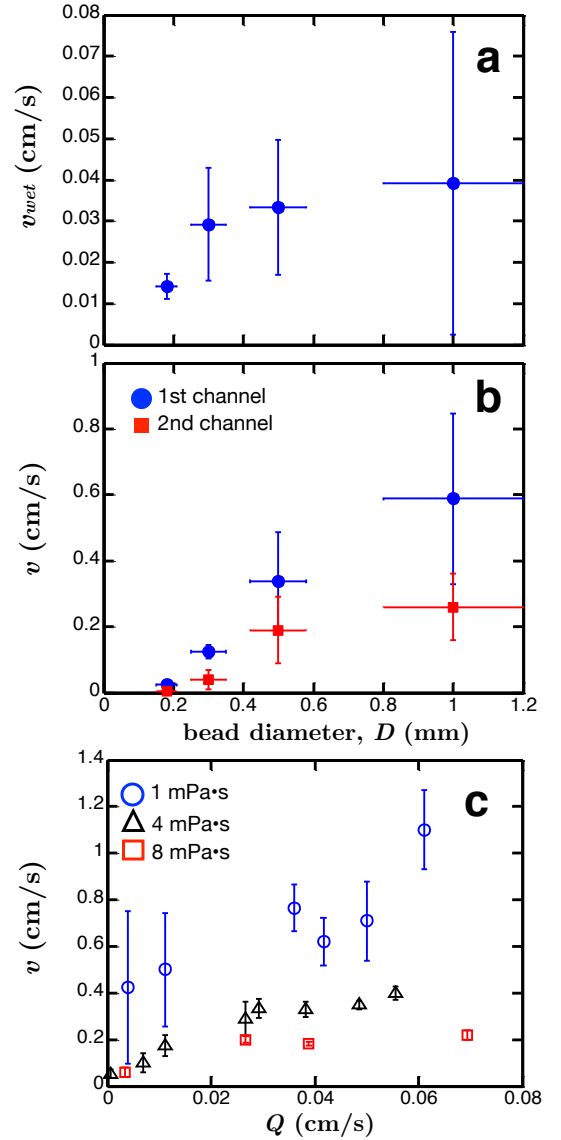 0.08
0.07
0.06
0.05
0.04
0.03
0.02
0.01
0
v_wet (cm/s)
a
1
0.8
0.6
0.4
0.2
0
v (cm/s)
1st channel
2nd channel
b
0 0.2 0.4 0.6 0.8 1 1.2
bead diameter, D (mm)
1.4
1.2
1
0.8
0.6
0.4
0.2
0
v (cm/s)
1 mPa•s
4 mPa•s
8 mPa•s
c
0 0.02 0.04 0.06 0.08
Q (cm/s)